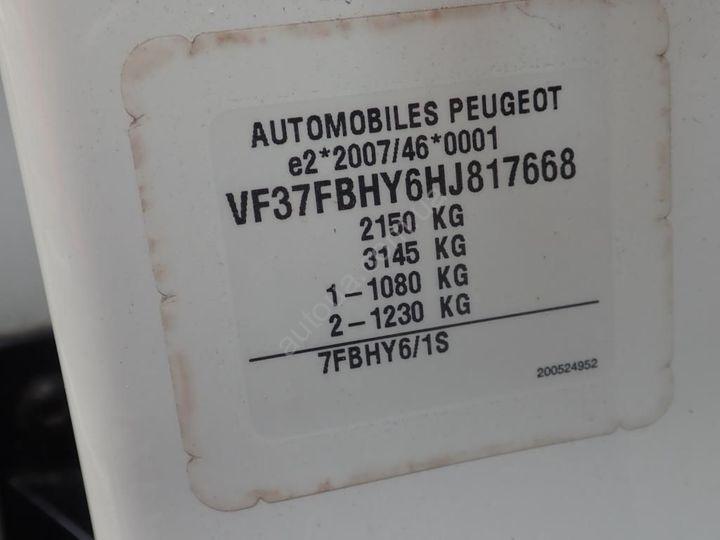 AUTOMOBILES PEUGEOT
e2*2007/46*0001
VF37FBHY6HJ817668
2150 KG
3145 KG
1-1080 KG
2-1230 KG
7FBHY6/1S
200524952